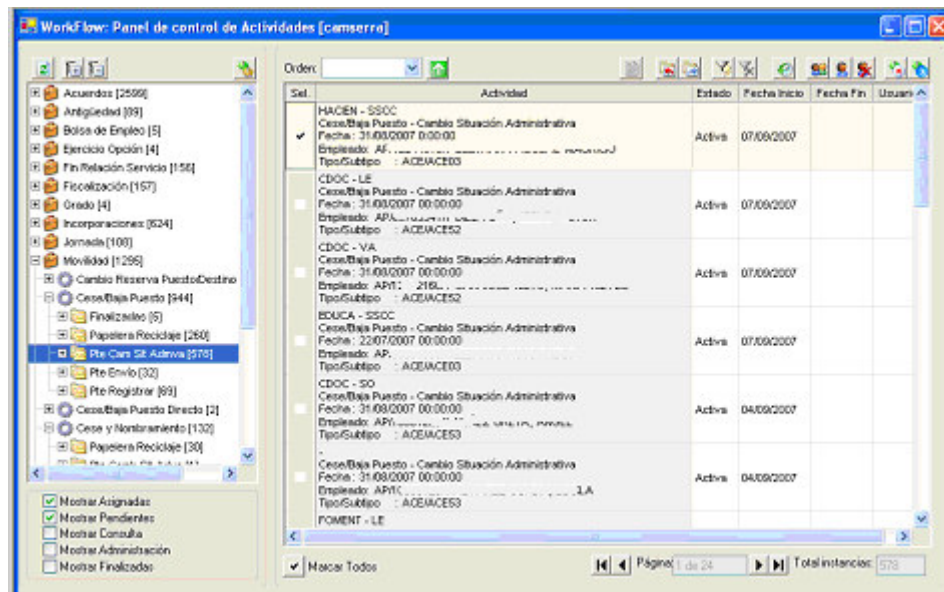 WorkFlow: Panel de control de Actividades [camserra]
Orden:
Acuerdos [2599]
Antigüedad [89]
Bolsa de Empleo [5]
Ejercicio Opción [4]
Fin Relación Servicio [156]
Fiscalización [157]
Grado [4]
Incorporaciones [624]
Jornada [108]
Movilidad [1296]
Cambio Reserva Puesto/Destino
Cese/Baja Puesto [944]
Finalizadas [5]
Papelera Reciclaje [260]
Pte Cam Sit Admva [578]
Pte Envío [32]
Pte Registrar [69]
Cese/Baja Puesto Directo [2]
Cese y Nombramiento [132]
Papelera Reciclaje [30]
Mostrar Asignadas
Mostrar Pendientes
Mostrar Consulta
Mostrar Administración
Mostrar Finalizadas
Sel. Actividad Estado Fecha Inicio Fecha Fin Usuari
HACIEN - SSCC
Cese/Baja Puesto - Cambio Situación Administrativa
Fecha : 31/08/2007 0:00:00
Empleado:
Tipo/Subtipo : ACE/ACE03
Activa 07/09/2007
CDOC - LE
Cese/Baja Puesto - Cambio Situación Administrativa
Fecha : 31/08/2007 00:00:00
Empleado:
Tipo/Subtipo : ACE/ACE52
Activa 07/09/2007
CDOC - VA
Cese/Baja Puesto - Cambio Situación Administrativa
Fecha : 31/08/2007 00:00:00
Empleado:
Tipo/Subtipo : ACE/ACE52
Activa 07/09/2007
EDUCA - SSCC
Cese/Baja Puesto - Cambio Situación Administrativa
Fecha : 22/07/2007 00:00:00
Empleado:
Tipo/Subtipo : ACE/ACE03
Activa 07/09/2007
CDOC - SO
Cese/Baja Puesto - Cambio Situación Administrativa
Fecha : 31/08/2007 00:00:00
Empleado:
Tipo/Subtipo : ACE/ACE53
Activa 04/09/2007
Cese/Baja Puesto - Cambio Situación Administrativa
Fecha : 31/08/2007 00:00:00
Empleado:
Tipo/Subtipo : ACE/ACE53
Activa 04/09/2007
FOMENT - LE
Marcar Todos
Página: 1 de 24
Total instancias: 578